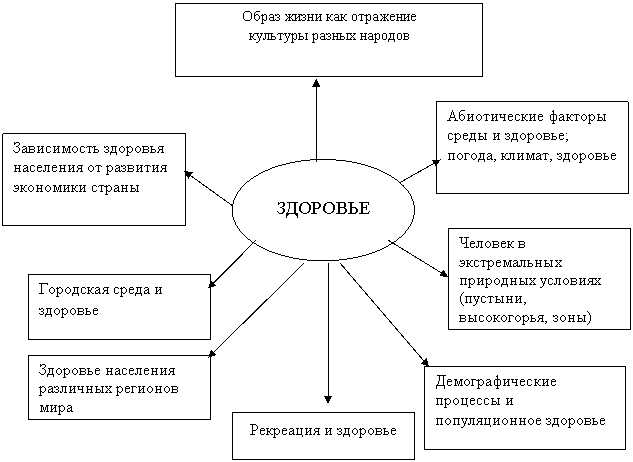 Образ жизни как отражение
культуры разных народов
Абиотические факторы
среды и здоровье;
погода, климат, здоровье
Зависимость здоровья
населения от развития
экономики страны
ЗДОРОВЬЕ
Человек в
экстремальных
природных условиях
(пустыни,
высокогорья, зоны)
Городская среда и
здоровье
Здоровье населения
различных регионов
мира
Демографические
процессы и
популяционное здоровье
Рекреация и здоровье